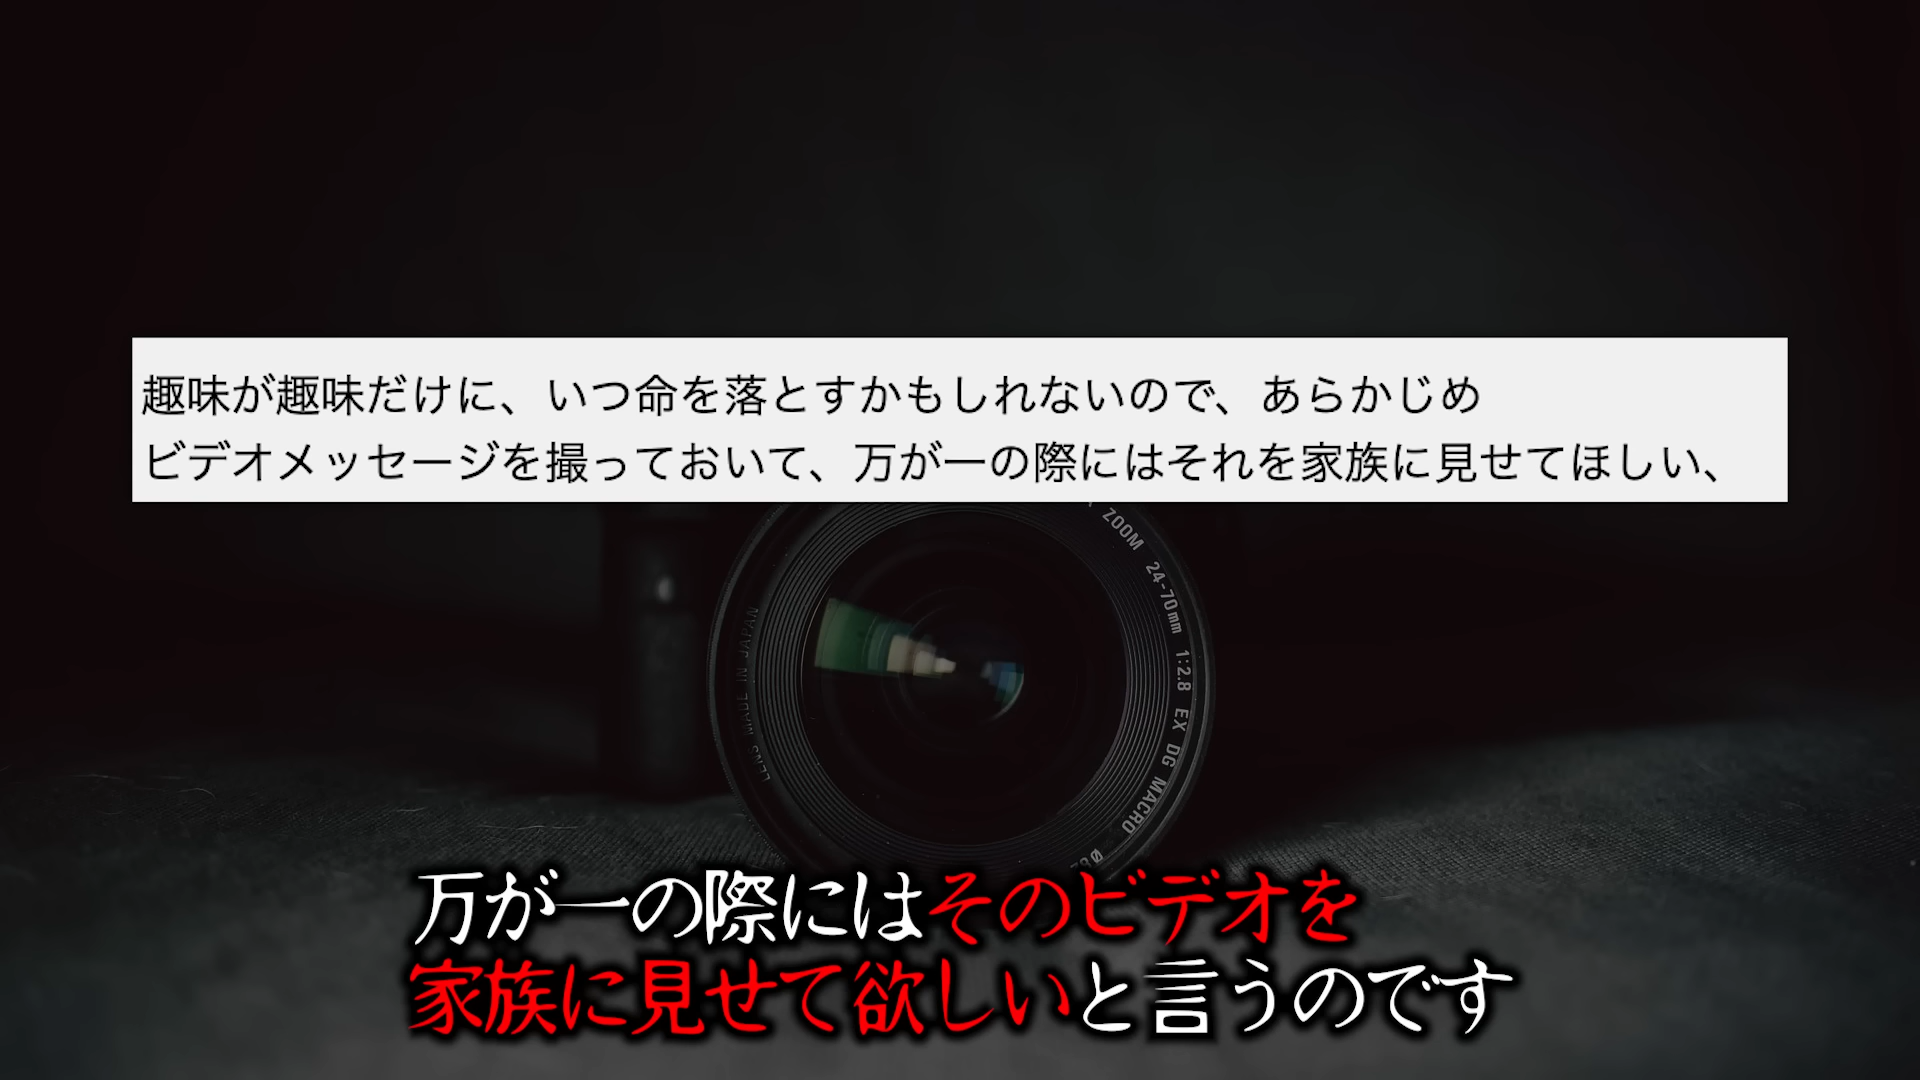 趣味が趣味だけに、いつ命を落とすかもしれないので、あらかじめ
ビデオメッセージを撮っておいて、万が一の際にはそれを家族に見せてほしい、
ZOOM 24-70mm 1:2.8 EX DG MACRO
LENS MADE IN JAPAN
万が一の際にはそのビデオを
家族に見せて欲しいと言うのです